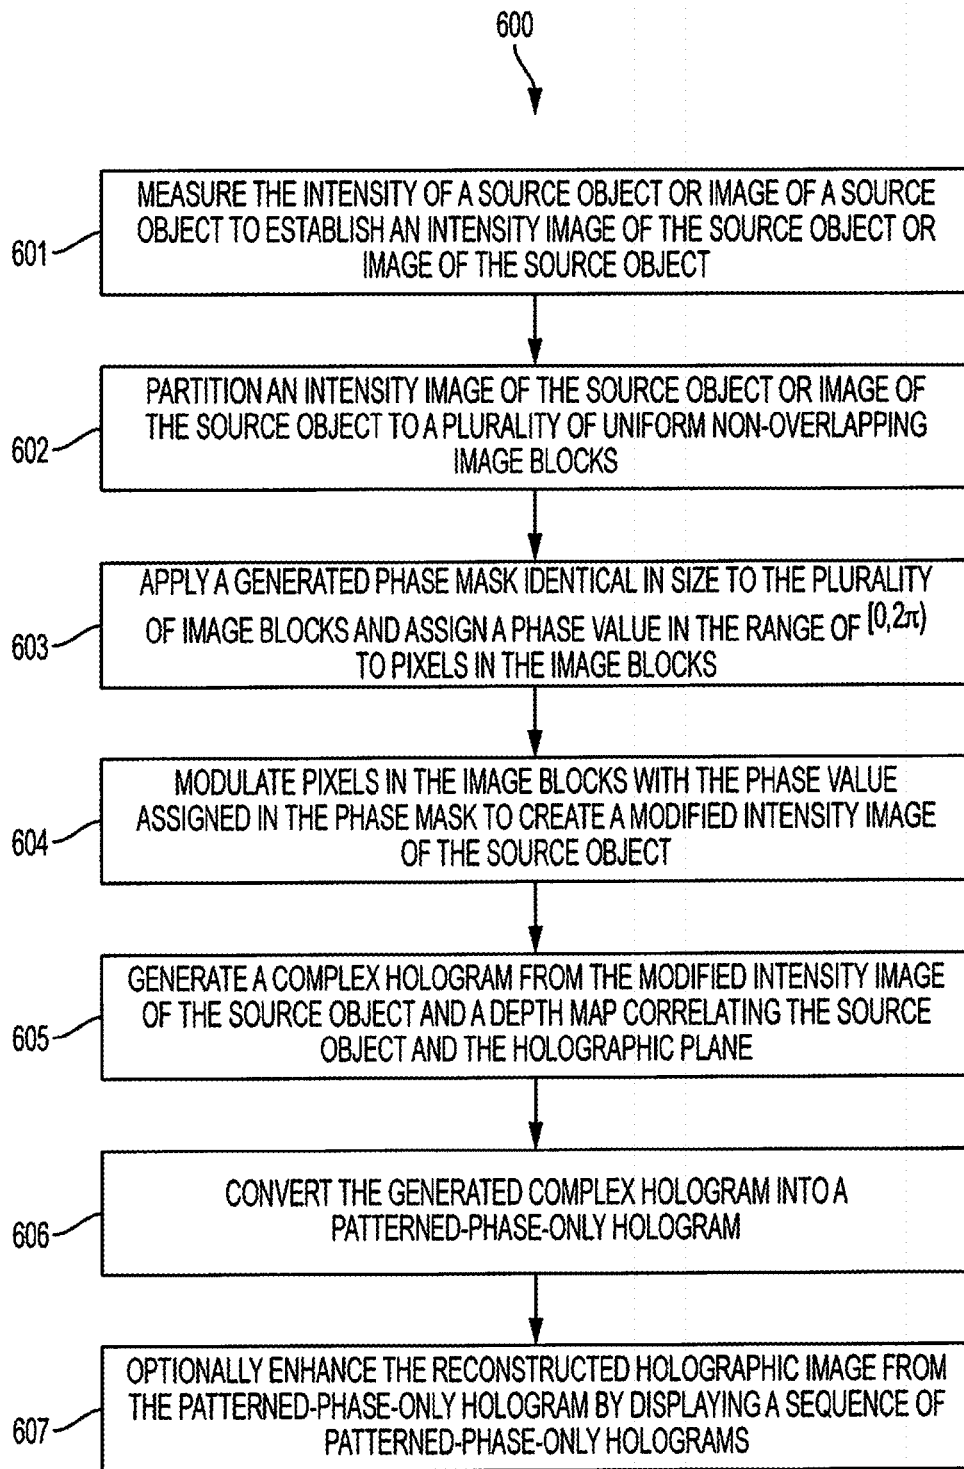 600
MEASURE THE INTENSITY OF A SOURCE OBJECT OR IMAGE OF A SOURCE
OBJECT TO ESTABLISH AN INTENSITY IMAGE OF THE SOURCE OBJECT OR
IMAGE OF THE SOURCE OBJECT
601
PARTITION AN INTENSITY IMAGE OF THE SOURCE OBJECT OR IMAGE OF
THE SOURCE OBJECT TO A PLURALITY OF UNIFORM NON-OVERLAPPING
IMAGE BLOCKS
602
APPLY A GENERATED PHASE MASK IDENTICAL IN SIZE TO THE PLURALITY
OF IMAGE BLOCKS AND ASSIGN A PHASE VALUE IN THE RANGE OF [0,2π)
TO PIXELS IN THE IMAGE BLOCKS
603
MODULATE PIXELS IN THE IMAGE BLOCKS WITH THE PHASE VALUE
ASSIGNED IN THE PHASE MASK TO CREATE A MODIFIED INTENSITY IMAGE
OF THE SOURCE OBJECT
604
GENERATE A COMPLEX HOLOGRAM FROM THE MODIFIED INTENSITY IMAGE
OF THE SOURCE OBJECT AND A DEPTH MAP CORRELATING THE SOURCE
OBJECT AND THE HOLOGRAPHIC PLANE
605
CONVERT THE GENERATED COMPLEX HOLOGRAM INTO A
PATTERNED-PHASE-ONLY HOLOGRAM
606
OPTIONALLY ENHANCE THE RECONSTRUCTED HOLOGRAPHIC IMAGE FROM
THE PATTERNED-PHASE-ONLY HOLOGRAM BY DISPLAYING A SEQUENCE OF
PATTERNED-PHASE-ONLY HOLOGRAMS
607